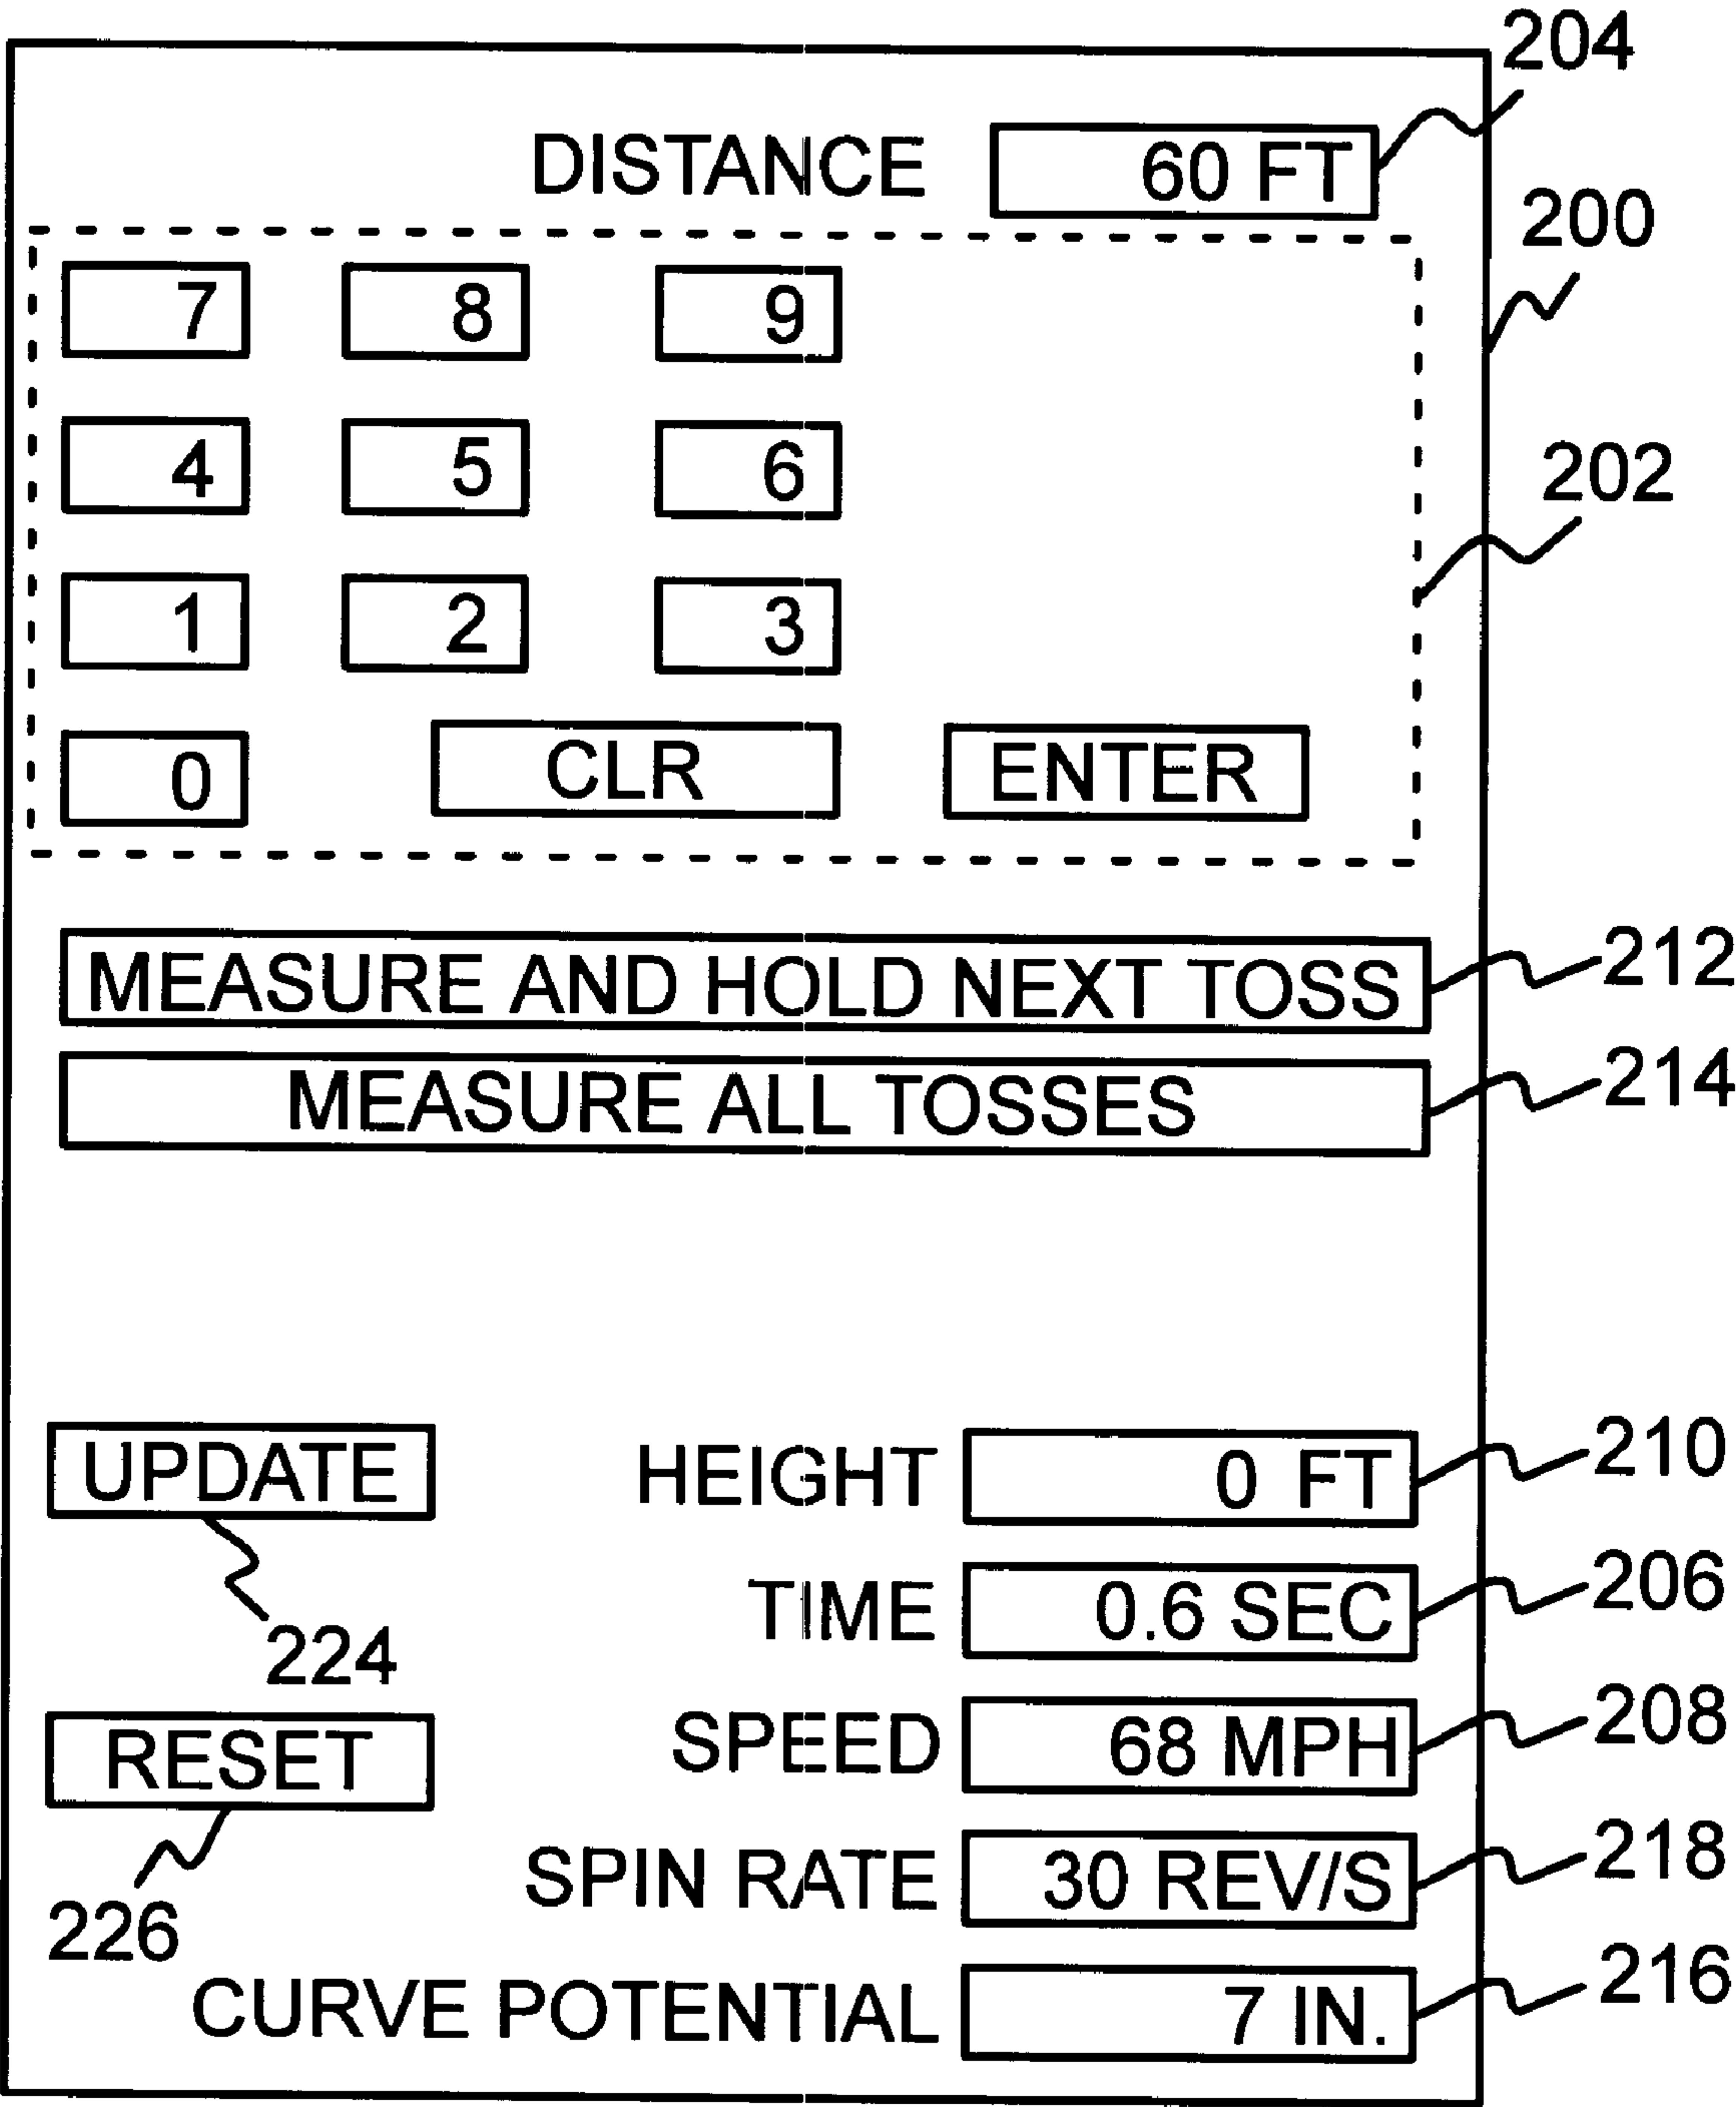 204
DISTANCE 60 FT
200
7 8 9
202
4 5 6
1 2 3
0 CLR ENTER
MEASURE AND HOLD NEXT TOSS 212
MEASURE ALL TOSSES 214
UPDATE HEIGHT 0 FT 210
224 TIME 0.6 SEC 206
RESET SPEED 68 MPH 208
226 SPIN RATE 30 REV/S 218
CURVE POTENTIAL 7 IN. 216